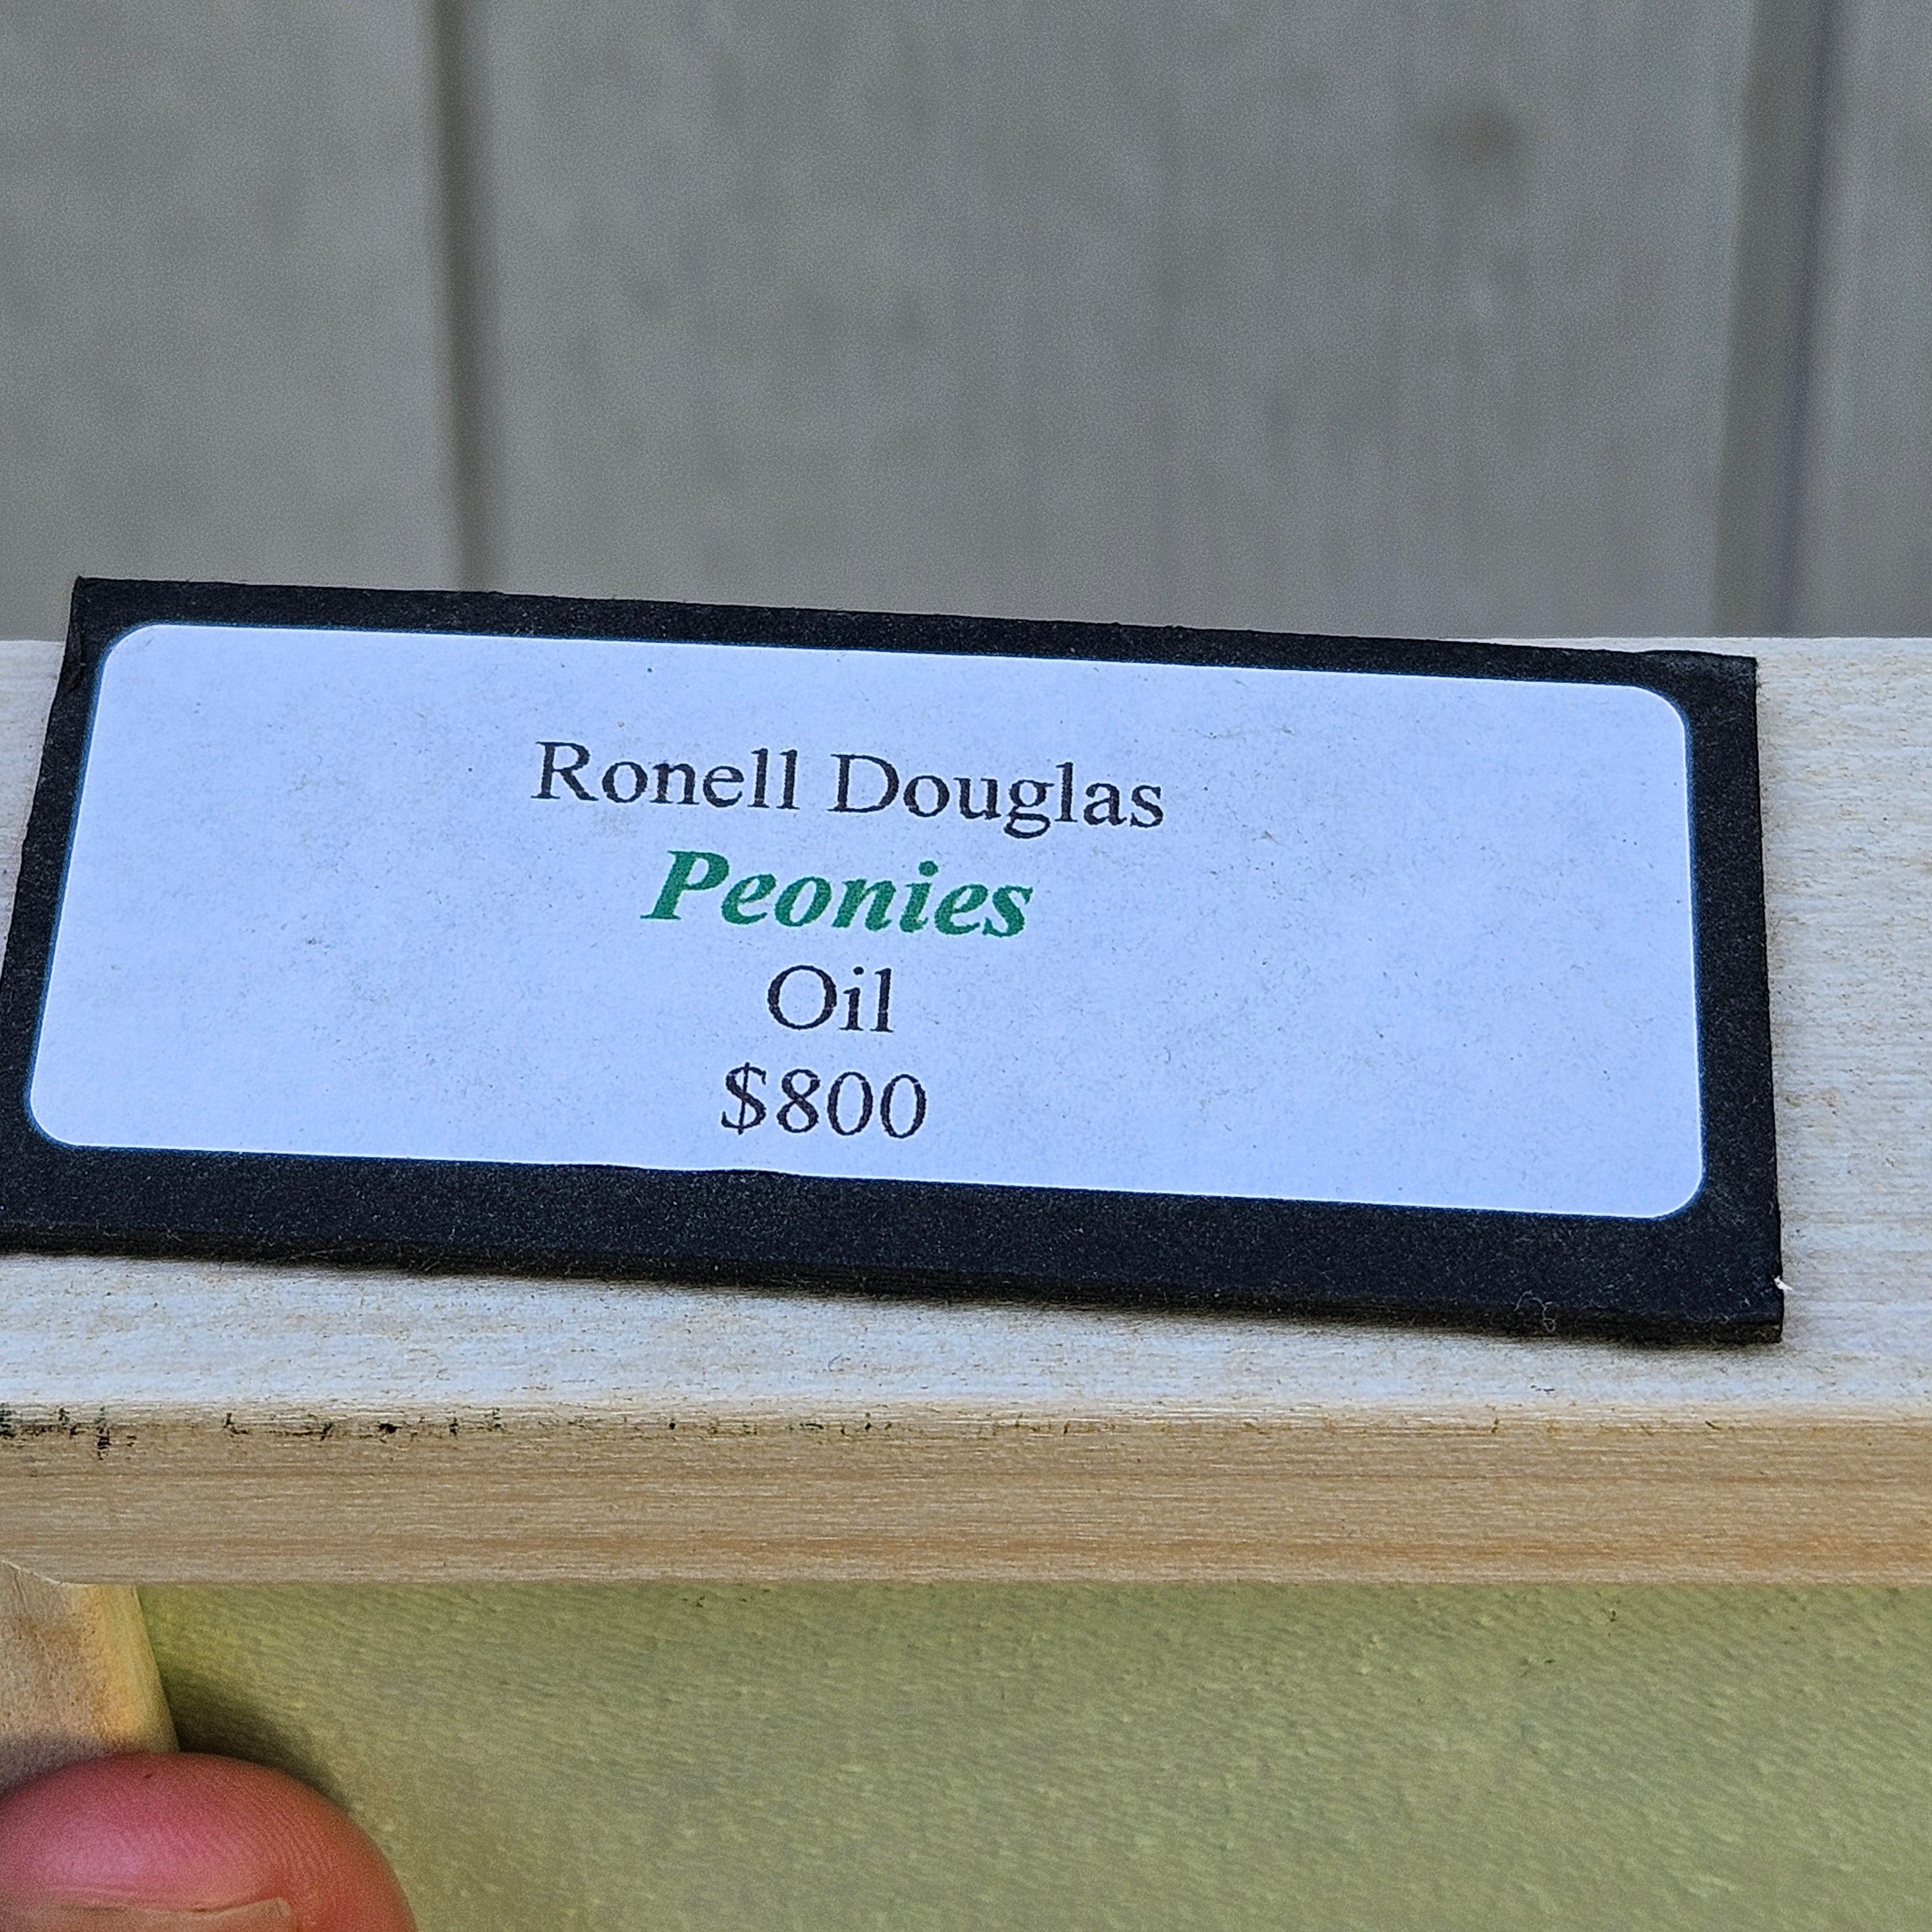 Ronell Douglas
Peonies
Oil
$800